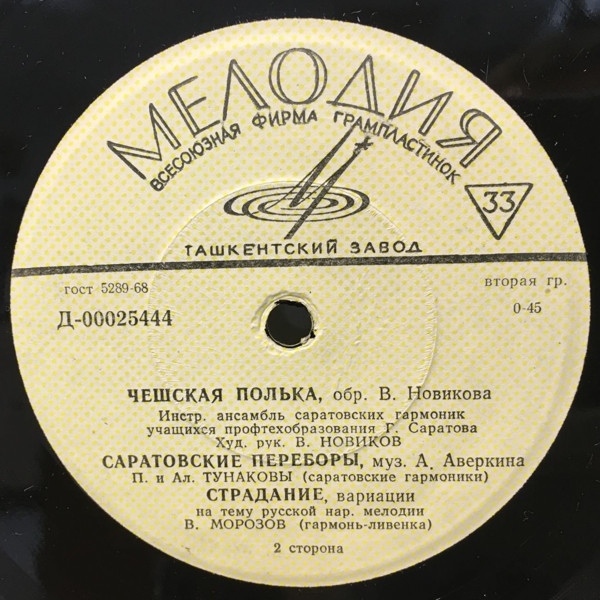 МЕЛОДИЯ
ВСЕСОЮЗНАЯ ФИРМА ГРАМПЛАСТИНОК
33
ТАШКЕНТСКИЙ ЗАВОД
гост 5289-68
вторая гр.
Д-00025444
0-45
ЧЕШСКАЯ ПОЛЬКА, обр. В. Новикова
Инстр. ансамбль саратовских гармоник
учащихся профтехобразования Г. Саратова
Худ. рук. В. НОВИКОВ
САРАТОВСКИЕ ПЕРЕБОРЫ, муз. А. Аверкина
П. и Ал. ТУНАКОВЫ (саратовские гармоники)
СТРАДАНИЕ, вариации
на тему русской нар. мелодии
В. МОРОЗОВ (гармонь-ливенка)
2 сторона